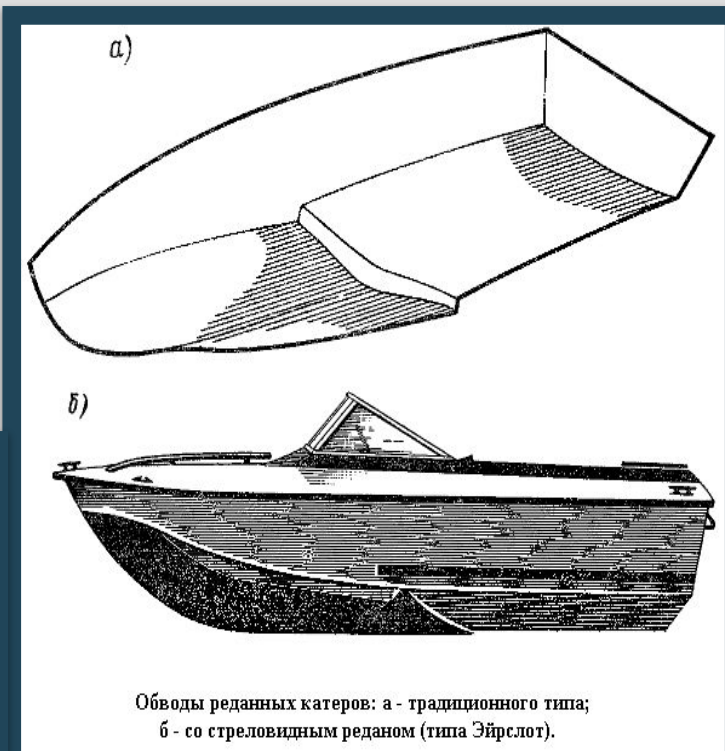 а)
б)
Обводы реданных катеров: а - традиционного типа;
б - со стреловидным реданом (типа Эйрслот).